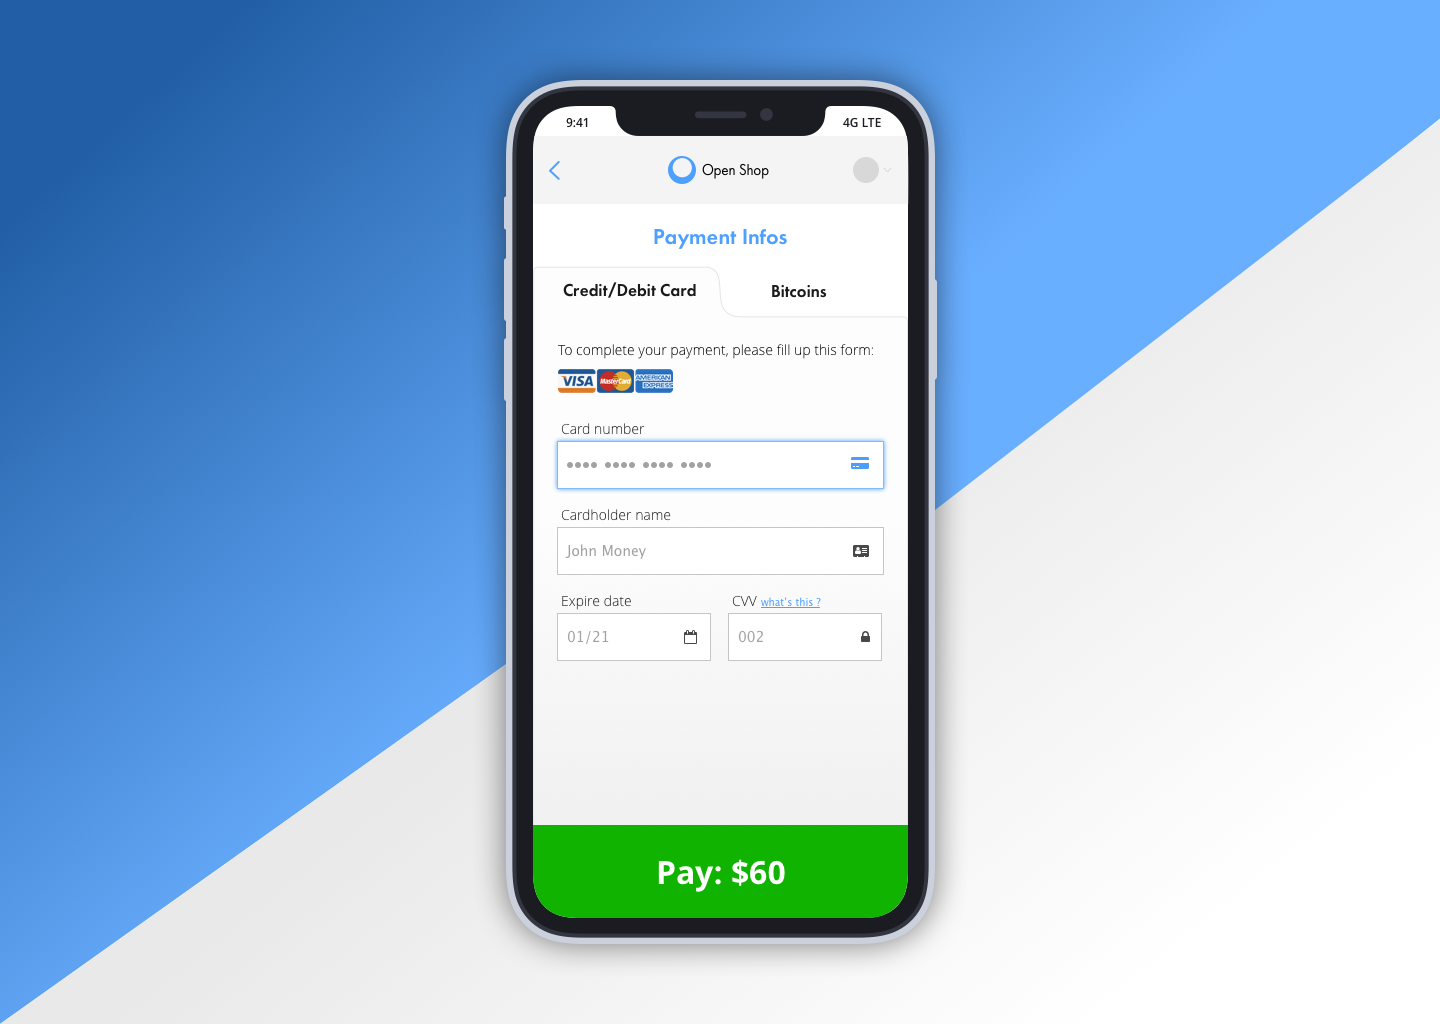 9:41
4G LTE
Open Shop
Payment Infos
Credit/Debit Card
Bitcoins
To complete your payment, please fill up this form:
VISA MasterCard AMERICAN EXPRESS
Card number
•••• •••• •••• ••••
Cardholder name
John Money
Expire date
CVV what's this ?
01/21
002
Pay: $60